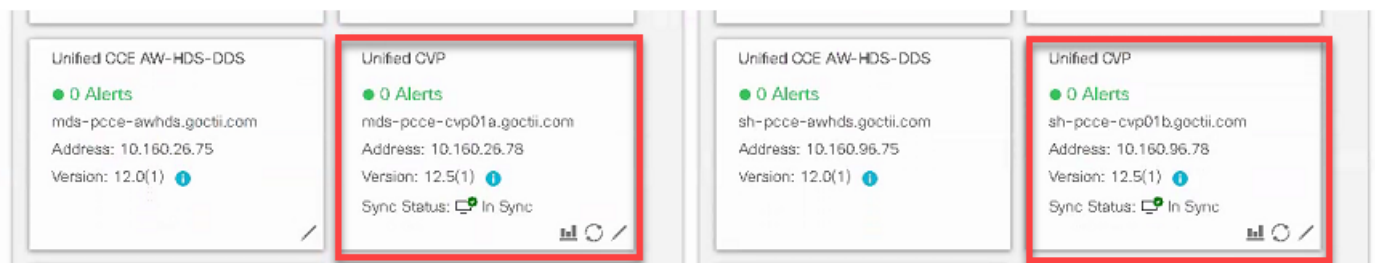 Unified CCE AW-HDS-DDS
0 Alerts
mds-pcce-awhds.goctii.com
Address: 10.160.26.75
Version: 12.0(1)
Unified CVP
0 Alerts
mds-pcce-cvp01a.goctii.com
Address: 10.160.26.78
Version: 12.5(1)
Sync Status: In Sync
Unified CCE AW-HDS-DDS
0 Alerts
sh-pcce-awhds.goctii.com
Address: 10.160.96.75
Version: 12.0(1)
Unified CVP
0 Alerts
sh-pcce-cvp01b.goctii.com
Address: 10.160.96.78
Version: 12.5(1)
Sync Status: In Sync